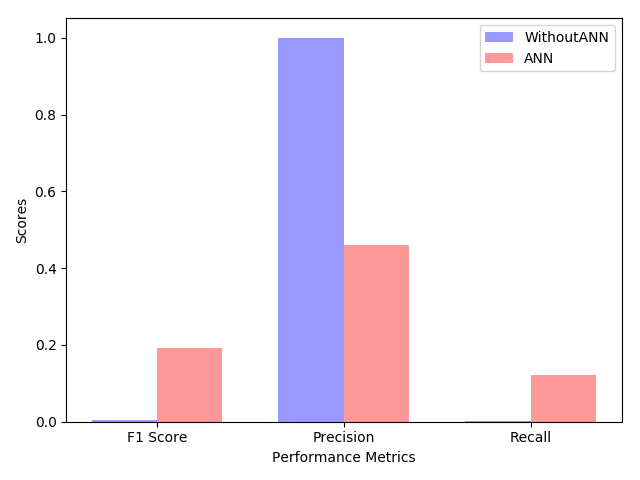 WithoutANN
ANN
1.0
0.8
0.6
0.4
0.2
0.0
Scores
F1 Score Precision Recall
Performance Metrics